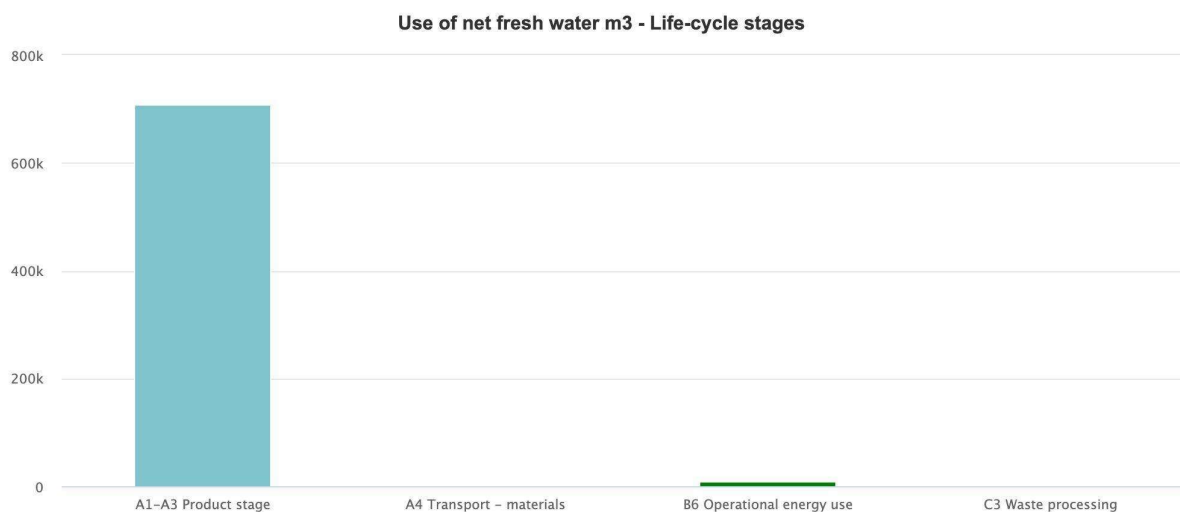 Use of net fresh water m3 - Life-cycle stages
800k
600k
400k
200k
0
A1–A3 Product stage
A4 Transport – materials
B6 Operational energy use
C3 Waste processing